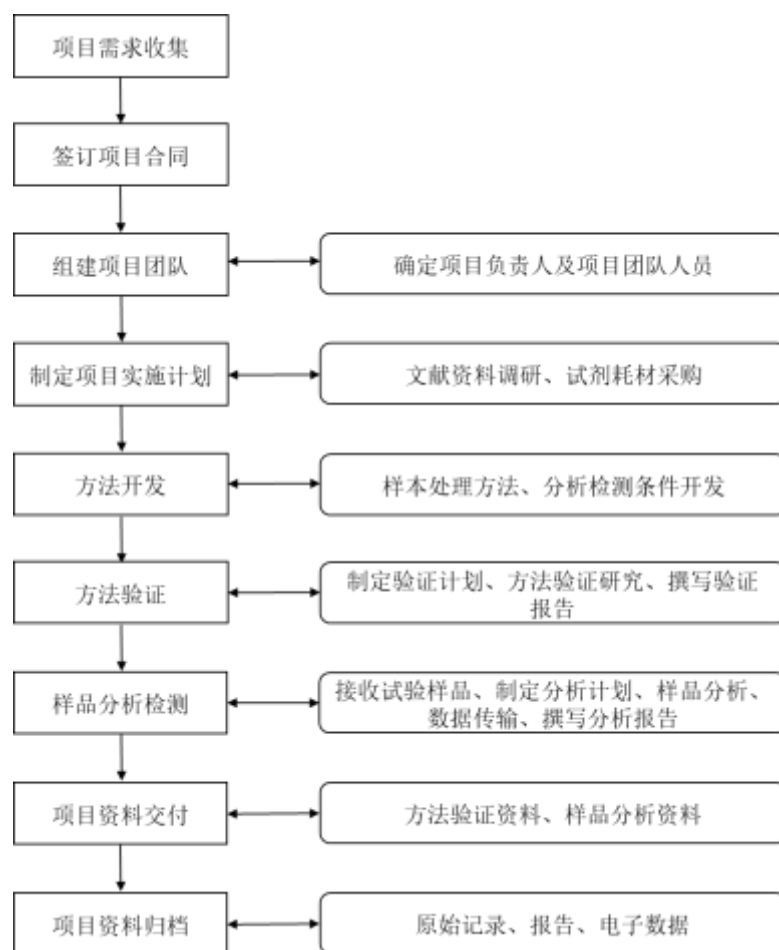 项目需求收集
签订项目合同
组建项目团队
确定项目负责人及项目团队人员
制定项目实施计划
文献资料调研、试剂耗材采购
方法开发
样本处理方法、分析检测条件开发
方法验证
制定验证计划、方法验证研究、撰写验证
报告
样品分析检测
接收试验样品、制定分析计划、样品分析、
数据传输、撰写分析报告
项目资料交付
方法验证资料、样品分析资料
项目资料归档
原始记录、报告、电子数据